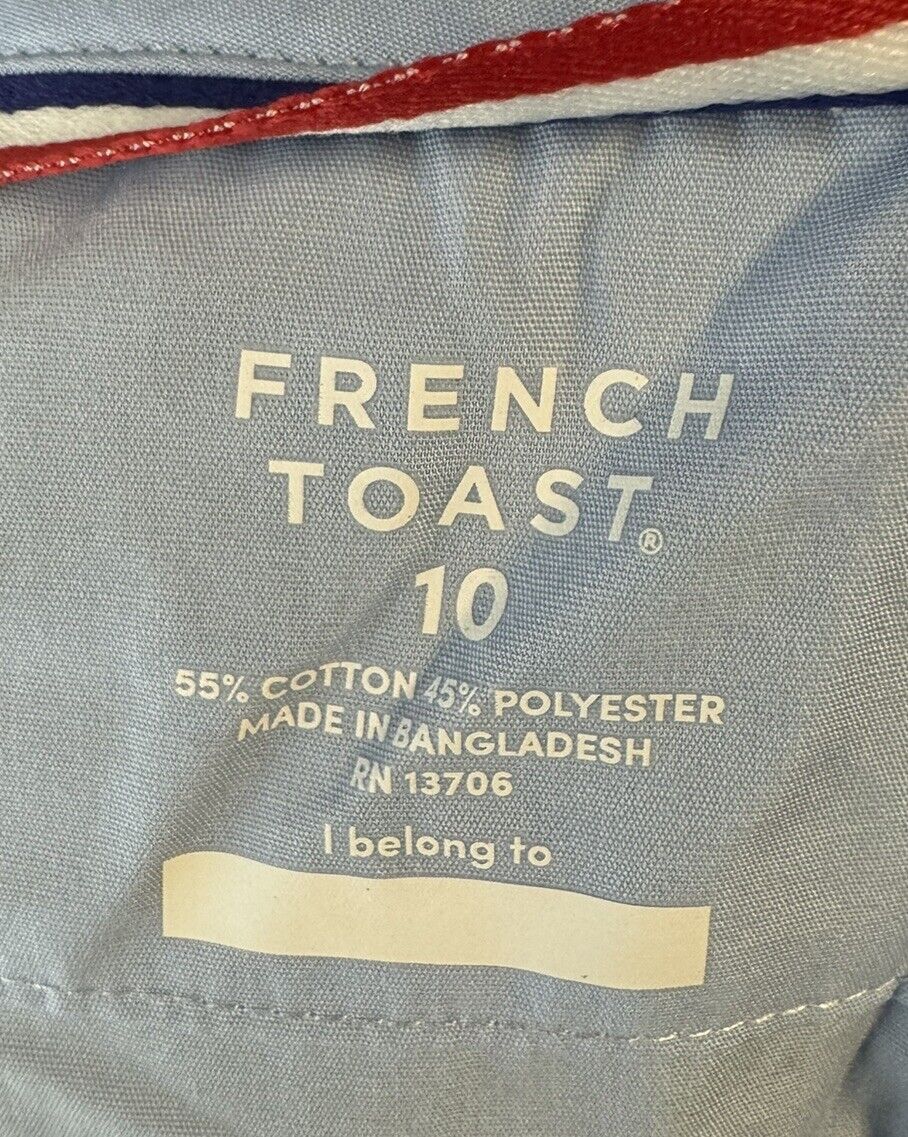 FRENCH
TOAST®
10
55% COTTON 45% POLYESTER
MADE IN BANGLADESH
RN 13706
I belong to